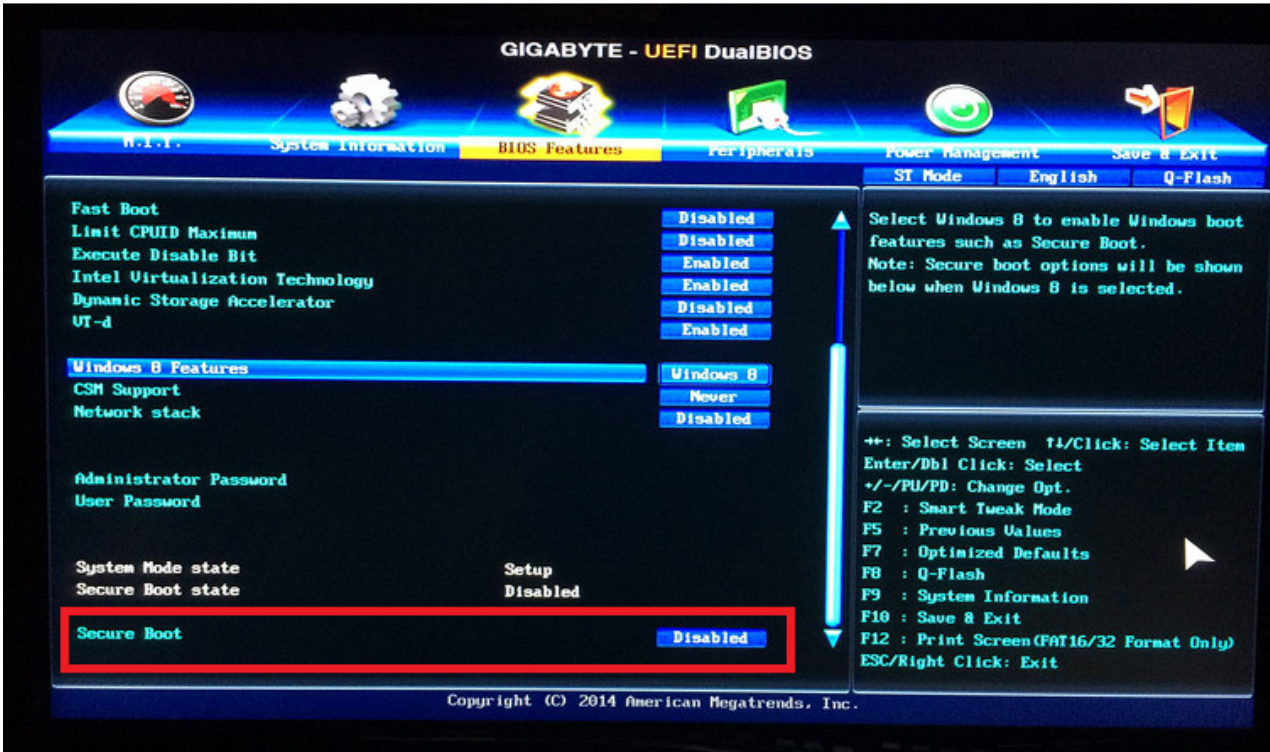 GIGABYTE - UEFI DualBIOS
M.I.T. System Information BIOS Features Peripherals Power Management Save & Exit
ST Mode English Q-Flash
Fast Boot Disabled
Limit CPUID Maximum Disabled
Execute Disable Bit Enabled
Intel Virtualization Technology Enabled
Dynamic Storage Accelerator Disabled
VT-d Enabled
Windows 8 Features Windows 8
CSM Support Never
Network stack Disabled
Administrator Password
User Password
System Mode state Setup
Secure Boot state Disabled
Secure Boot Disabled
Select Windows 8 to enable Windows boot
features such as Secure Boot.
Note: Secure boot options will be shown
below when Windows 8 is selected.
→←: Select Screen ↑↓/Click: Select Item
Enter/Dbl Click: Select
+/-/PU/PD: Change Opt.
F2 : Smart Tweak Mode
F5 : Previous Values
F7 : Optimized Defaults
F8 : Q-Flash
F9 : System Information
F10 : Save & Exit
F12 : Print Screen(FAT16/32 Format Only)
ESC/Right Click: Exit
Copyright (C) 2014 American Megatrends, Inc.